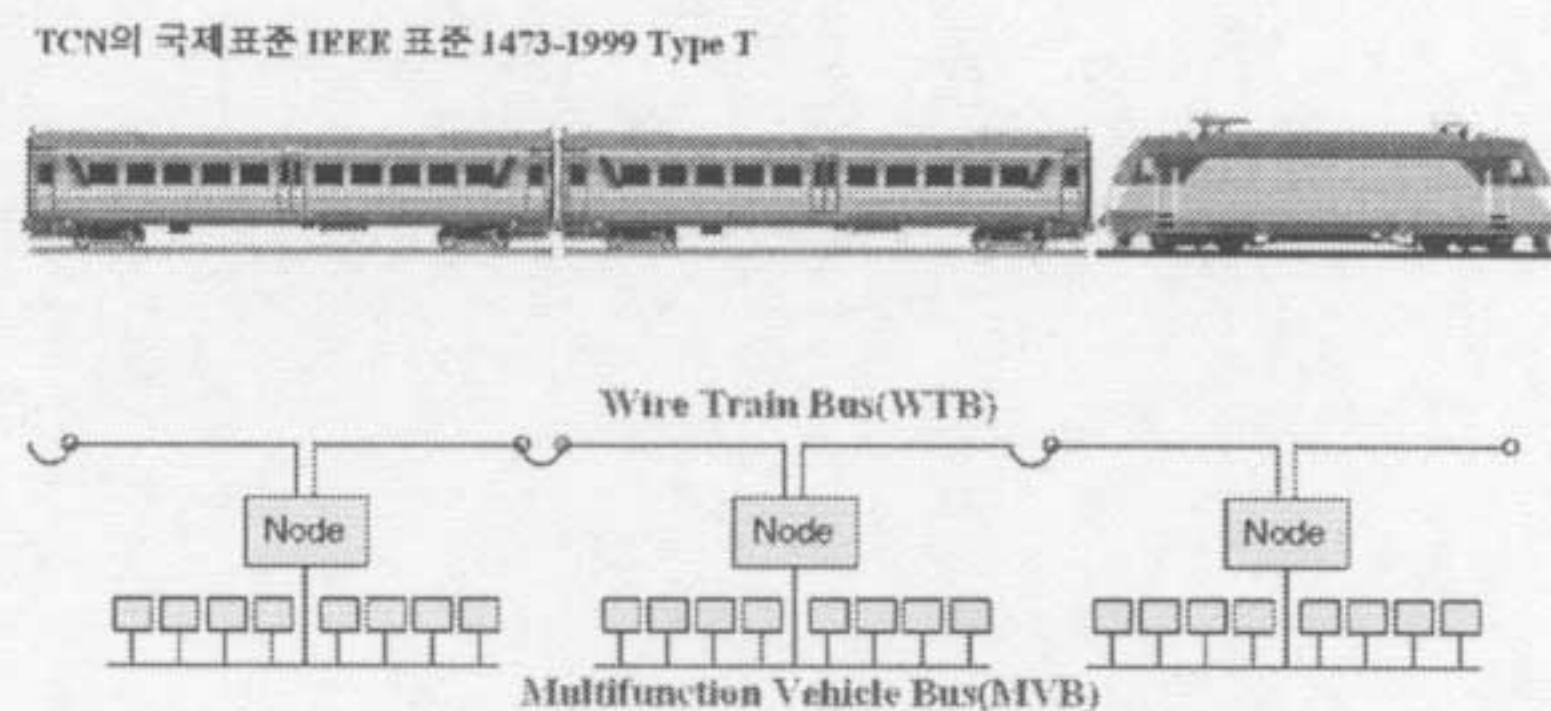 TCN의 국제표준 IEEE 표준 1473-1999 Type T
Wire Train Bus(WTB)
Node Node Node
Multifunction Vehicle Bus(MVB)